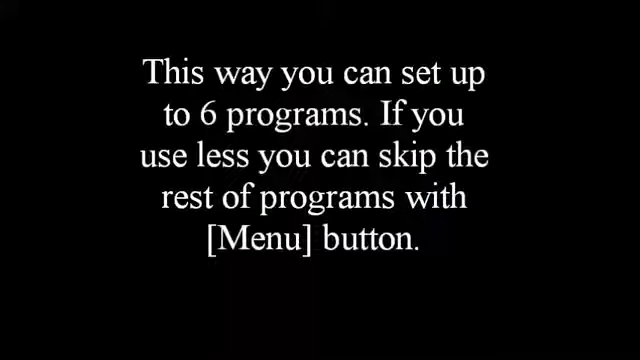 This way you can set up
to 6 programs. If you
use less you can skip the
rest of programs with
[Menu] button.